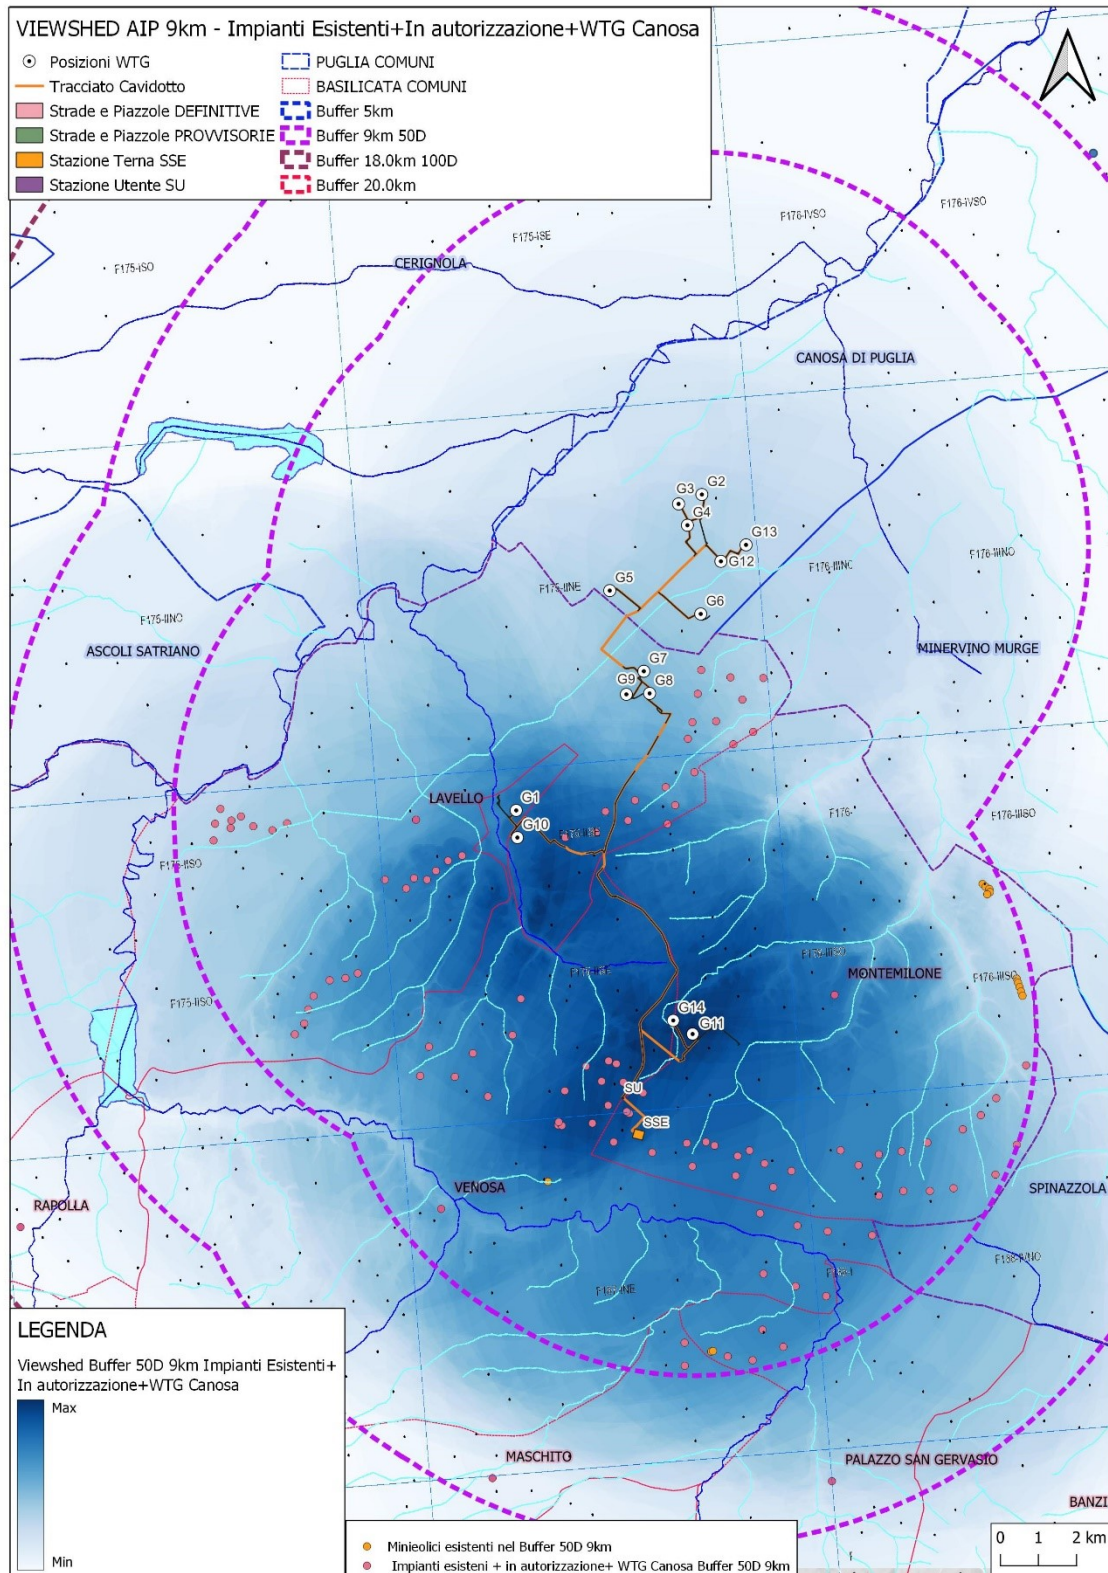 VIEWSHED AIP 9km - Impianti Esistenti+In autorizzazione+WTG Canosa
Posizioni WTG
Tracciato Cavidotto
Strade e Piazzole DEFINITIVE
Strade e Piazzole PROVVISORIE
Stazione Terna SSE
Stazione Utente SU
PUGLIA COMUNI
BASILICATA COMUNI
Buffer 5km
Buffer 9km 50D
Buffer 18.0km 100D
Buffer 20.0km
F176-IVSO
F176-IVSO
F175-ISE
F175-ISO
CERIGNOLA
CANOSA DI PUGLIA
G2
G3
G4
G13
G12
F176-IIINO
F175-IINE
G5
F176-IIINO
G6
F175-IINO
ASCOLI SATRIANO
MINERVINO MURGE
G7
G9
G8
LAVELLO
G1
G10
F176-
F176-IIISO
F175-IISO
MONTEMILONE
F176-IIISO
F175-IISO
G14
G11
SU
SSE
VENOSA
SPINAZZOLA
RAPOLLA
F188-IVNO
F187-INE
LEGENDA
Viewshed Buffer 50D 9km Impianti Esistenti+
In autorizzazione+WTG Canosa
Max
Min
MASCHITO
PALAZZO SAN GERVASIO
BANZI
0 1 2 km
Minieolici esistenti nel Buffer 50D 9km
Impianti esisteni + in autorizzazione+ WTG Canosa Buffer 50D 9km